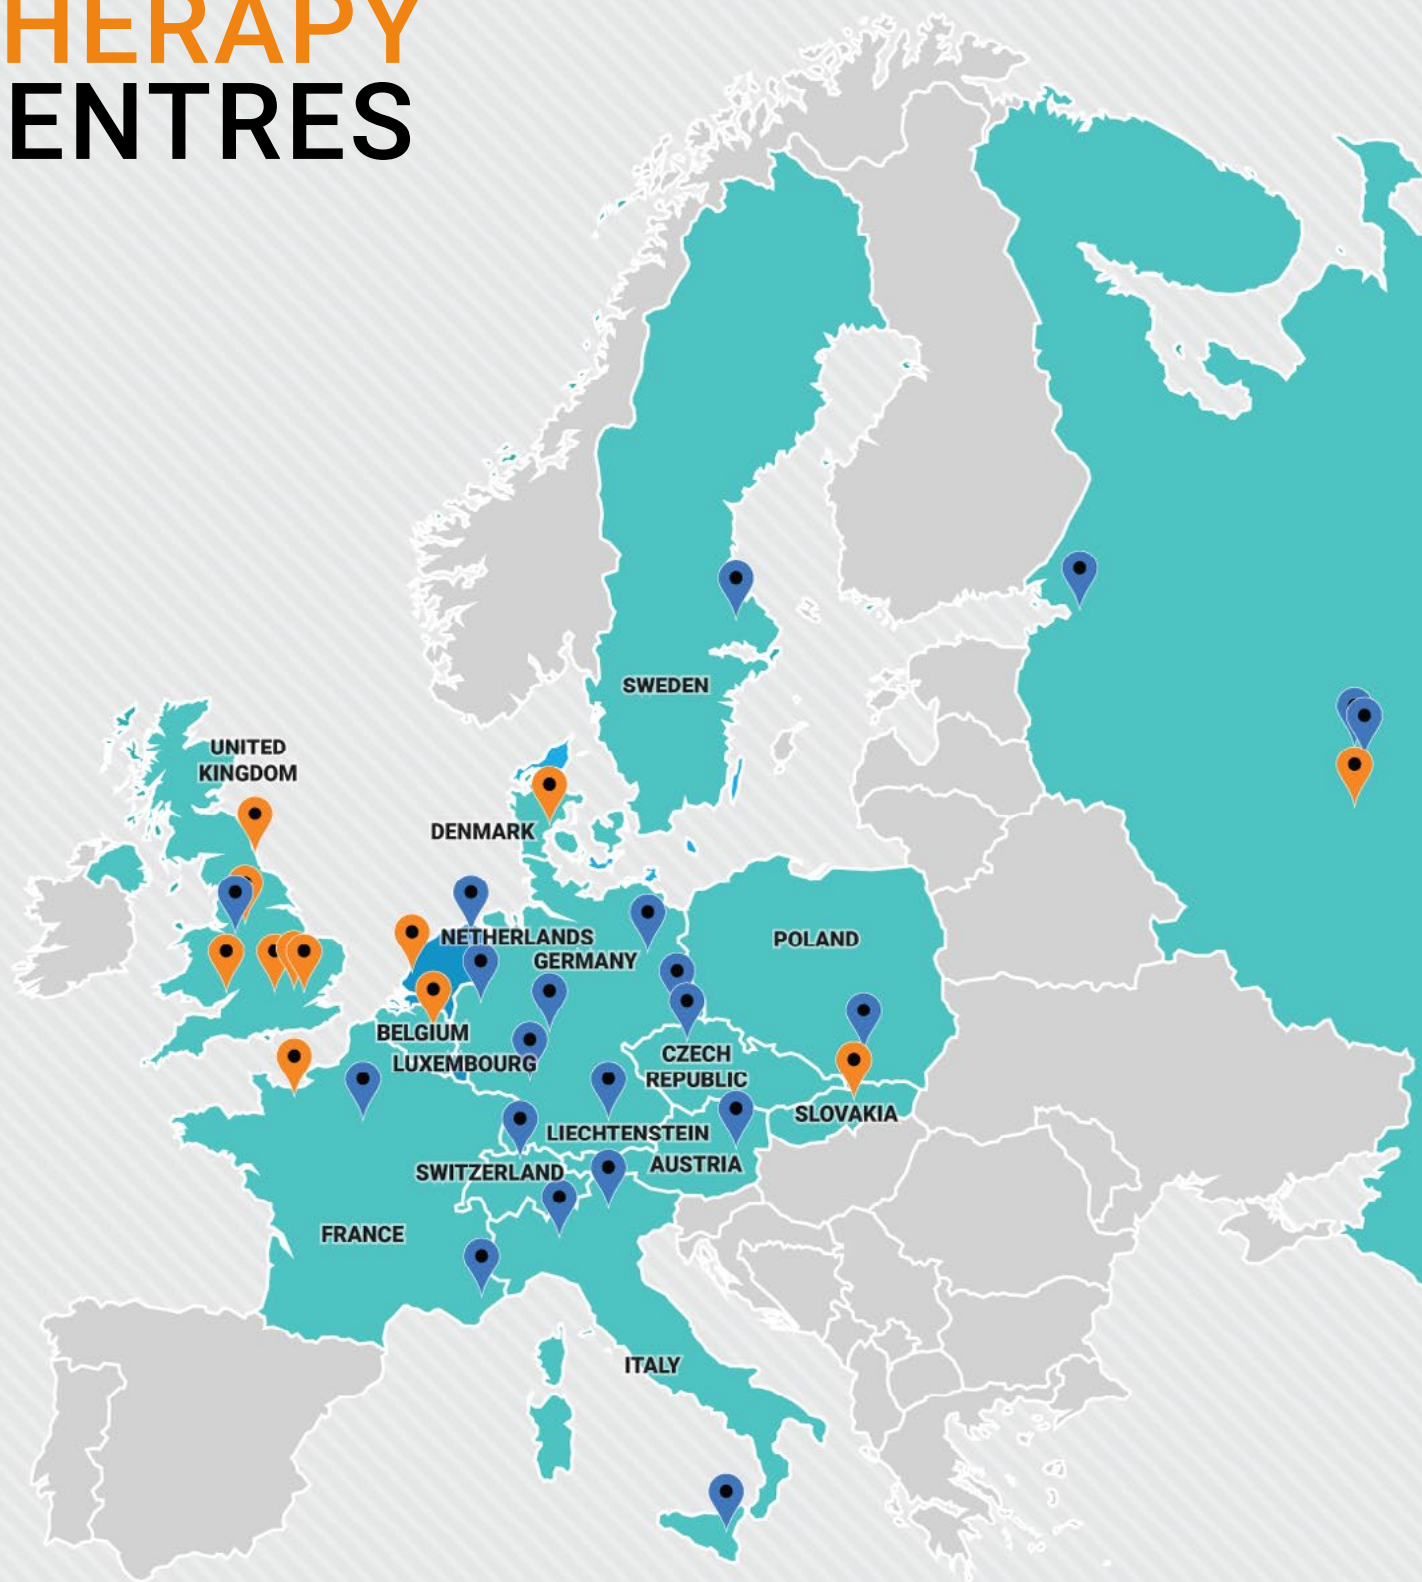 HERAPY
ENTRES
SWEDEN
UNITED
KINGDOM
DENMARK
NETHERLANDS
POLAND
GERMANY
BELGIUM
LUXEMBOURG
CZECH
REPUBLIC
SLOVAKIA
LIECHTENSTEIN
SWITZERLAND
AUSTRIA
FRANCE
ITALY